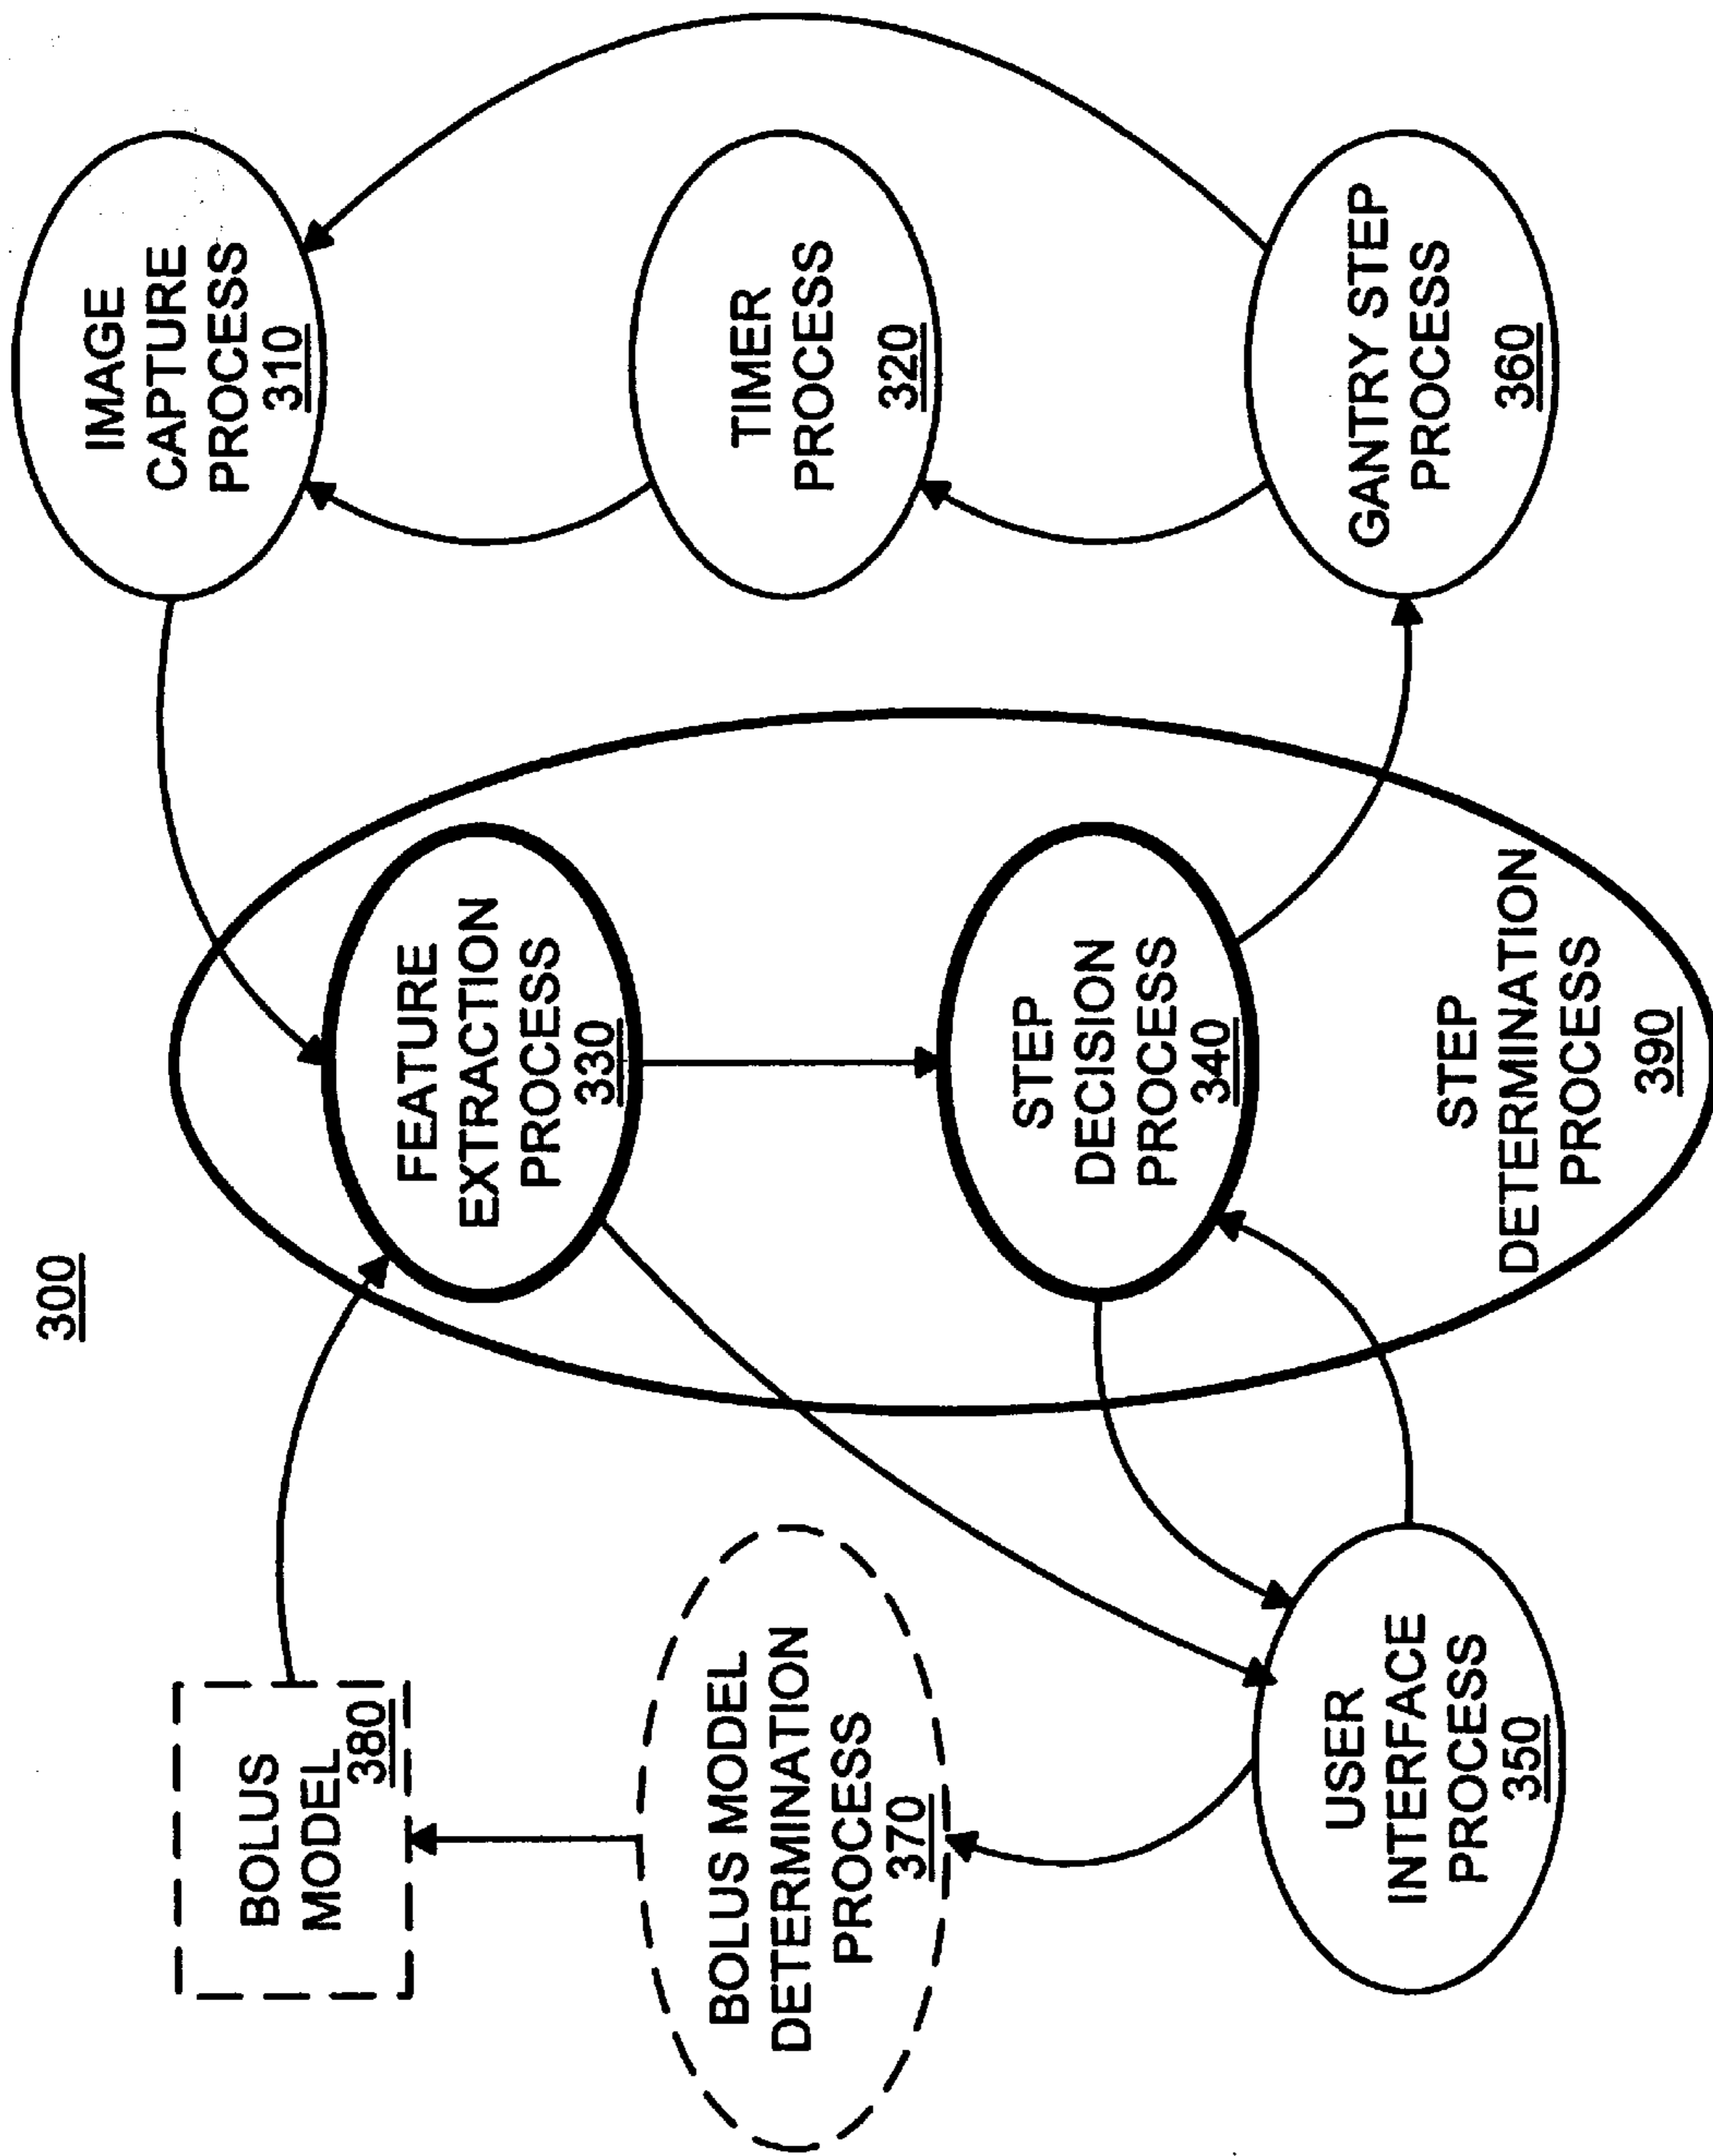 300
BOLUS
MODEL
380
BOLUS MODEL
DETERMINATION
PROCESS
370
USER
INTERFACE
PROCESS
350
FEATURE
EXTRACTION
PROCESS
330
STEP
DECISION
PROCESS
340
STEP
DETERMINATION
PROCESS
390
IMAGE
CAPTURE
PROCESS
310
TIMER
PROCESS
320
GANTRY STEP
PROCESS
360